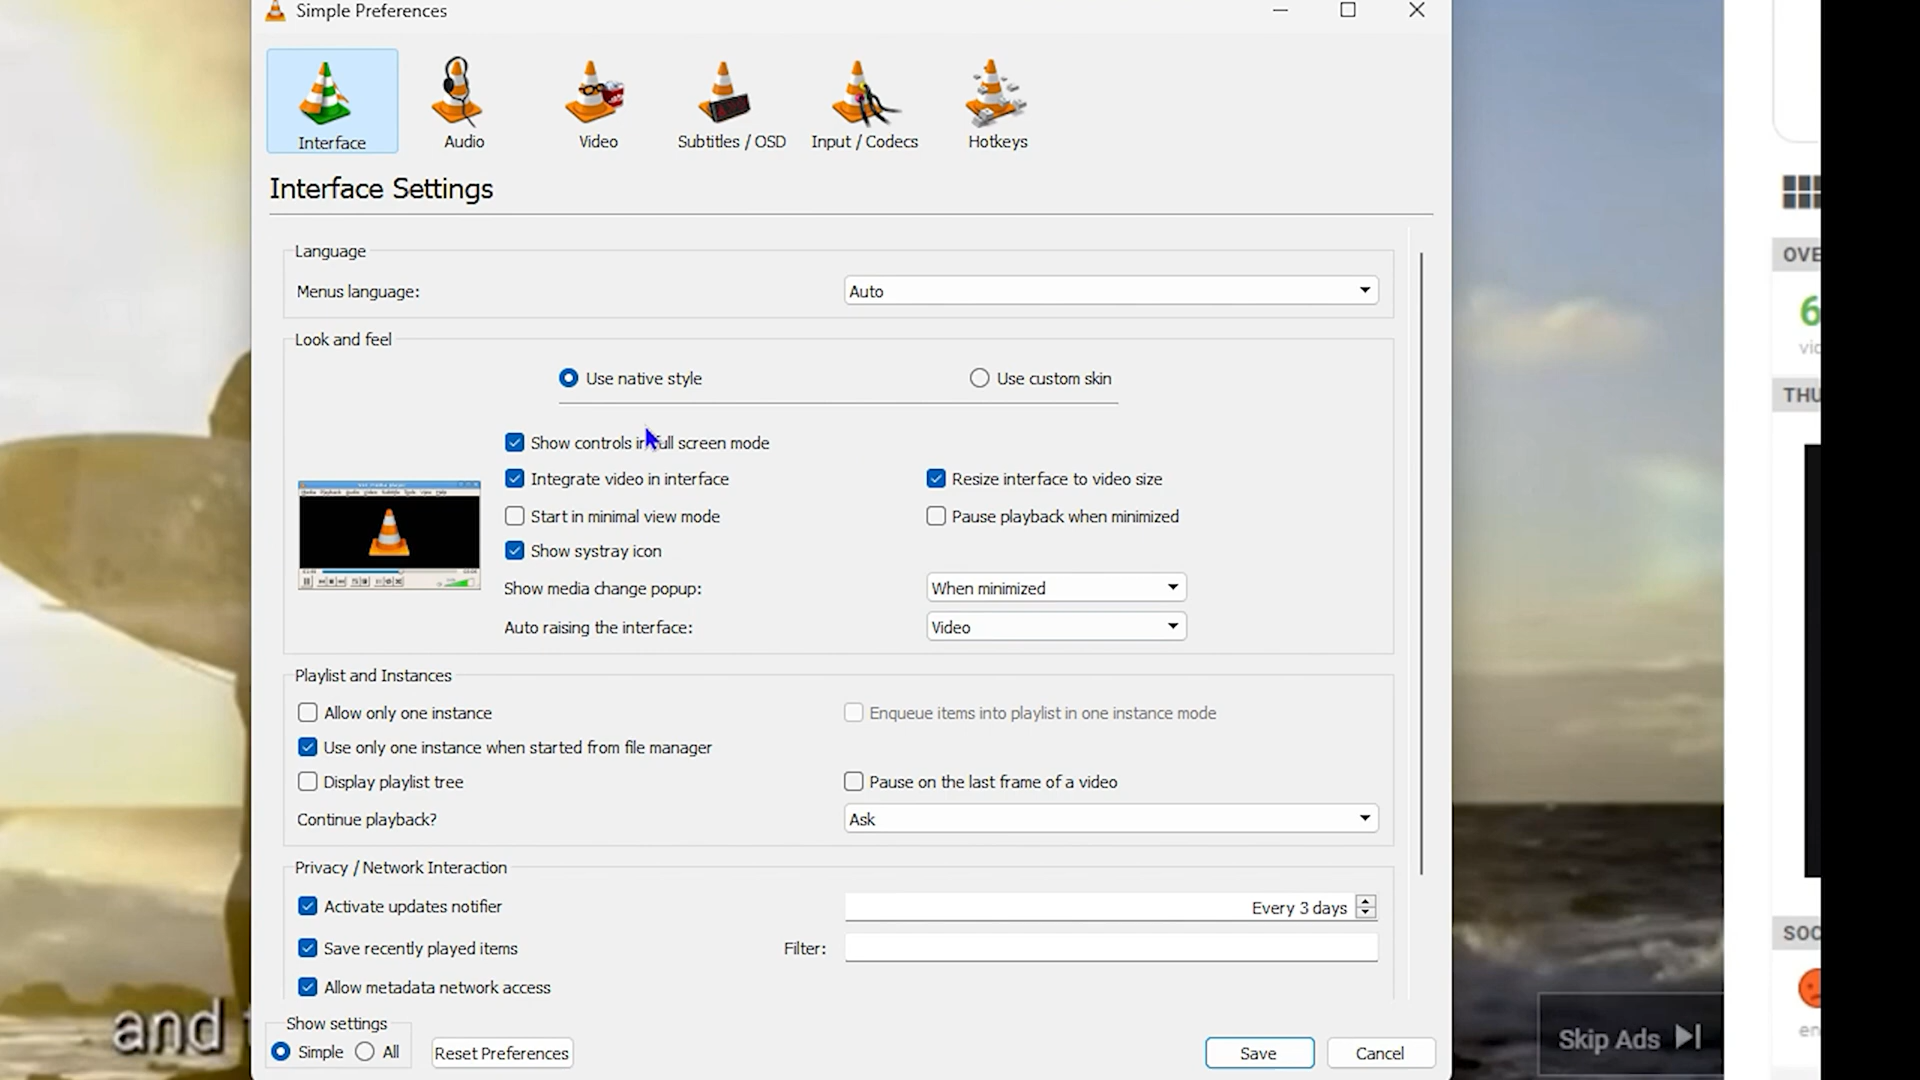 Simple Preferences
Interface
Audio
Video
Subtitles / OSD
Input / Codecs
Hotkeys
Interface Settings
Language
Menus language:
Auto
Look and feel
Use native style
Use custom skin
Show controls in full screen mode
Integrate video in interface
Resize interface to video size
Start in minimal view mode
Pause playback when minimized
Show systray icon
Show media change popup:
When minimized
Auto raising the interface:
Video
Playlist and Instances
Allow only one instance
Enqueue items into playlist in one instance mode
Use only one instance when started from file manager
Display playlist tree
Pause on the last frame of a video
Continue playback?
Ask
Privacy / Network Interaction
Activate updates notifier
Every 3 days
Save recently played items
Filter:
Allow metadata network access
Show settings
Simple
All
Reset Preferences
Save
Cancel
and
Skip Ads
OVE
6
vic
THU
SOC
en